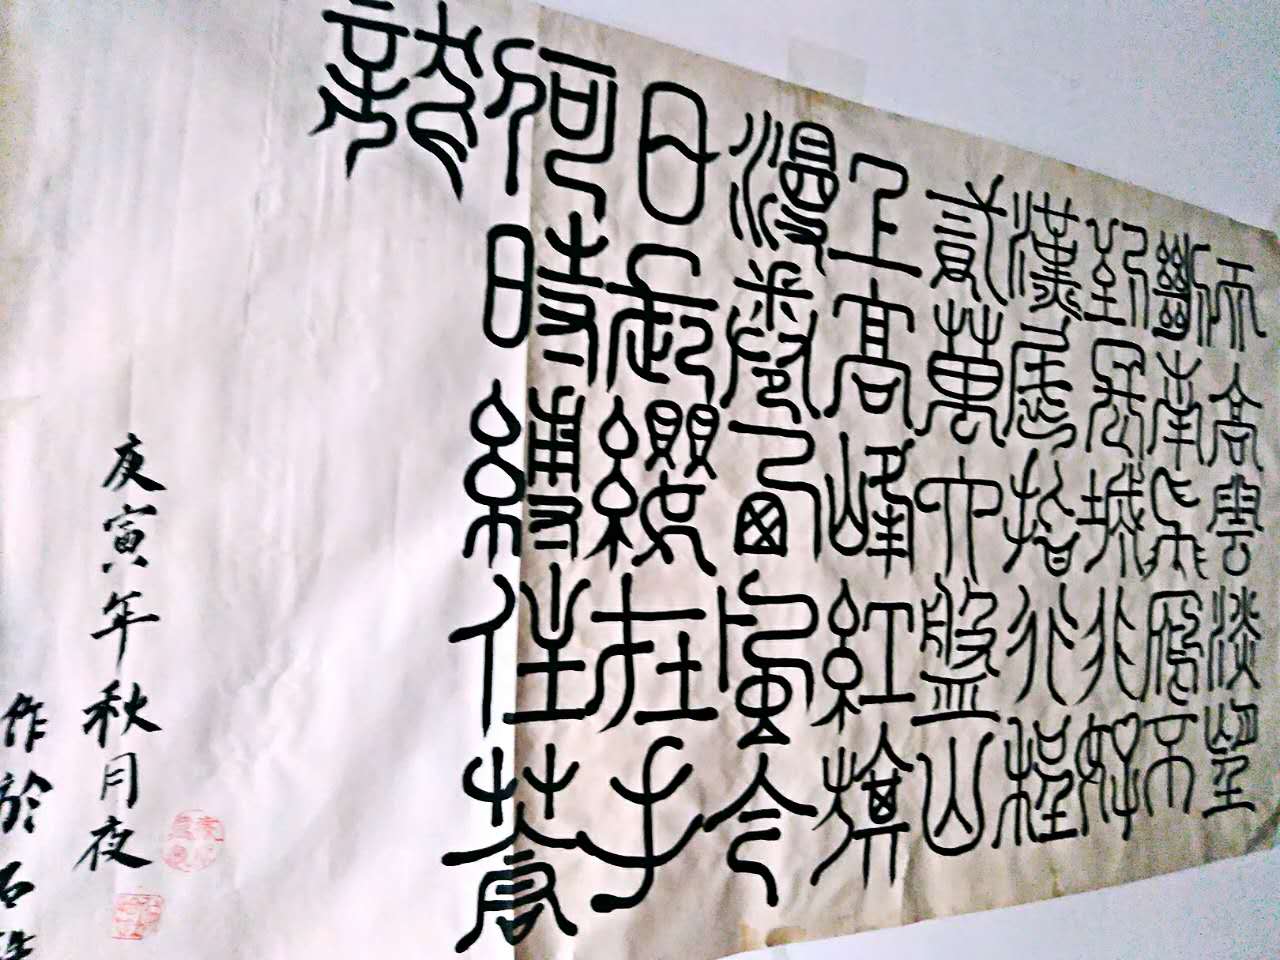 天高雲淡望
斷南飛雁不
到長城非好
漢屈指行程
貳萬六盤山
上高峰紅旗
漫卷西風今
日長纓在手
何時縛住蒼
龍
庚寅年秋月夜
作於石